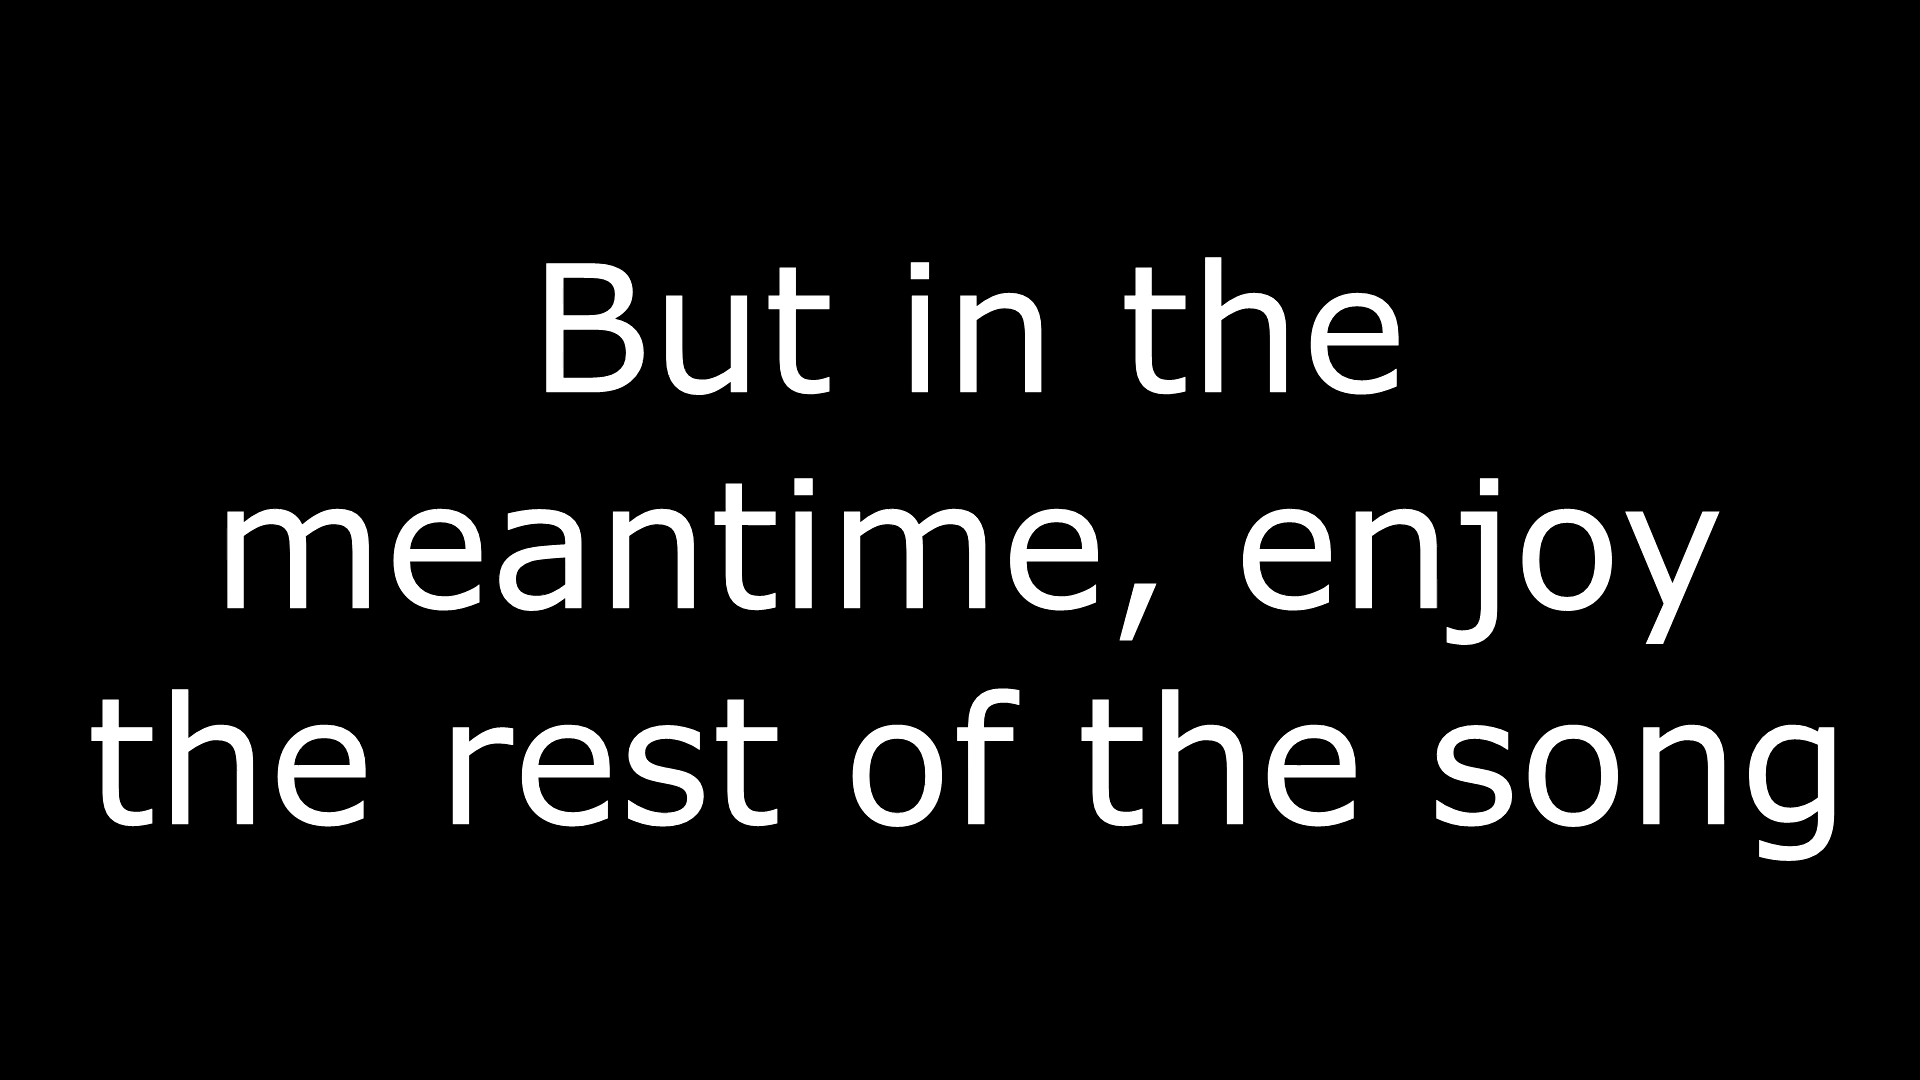 But in the
meantime, enjoy
the rest of the song